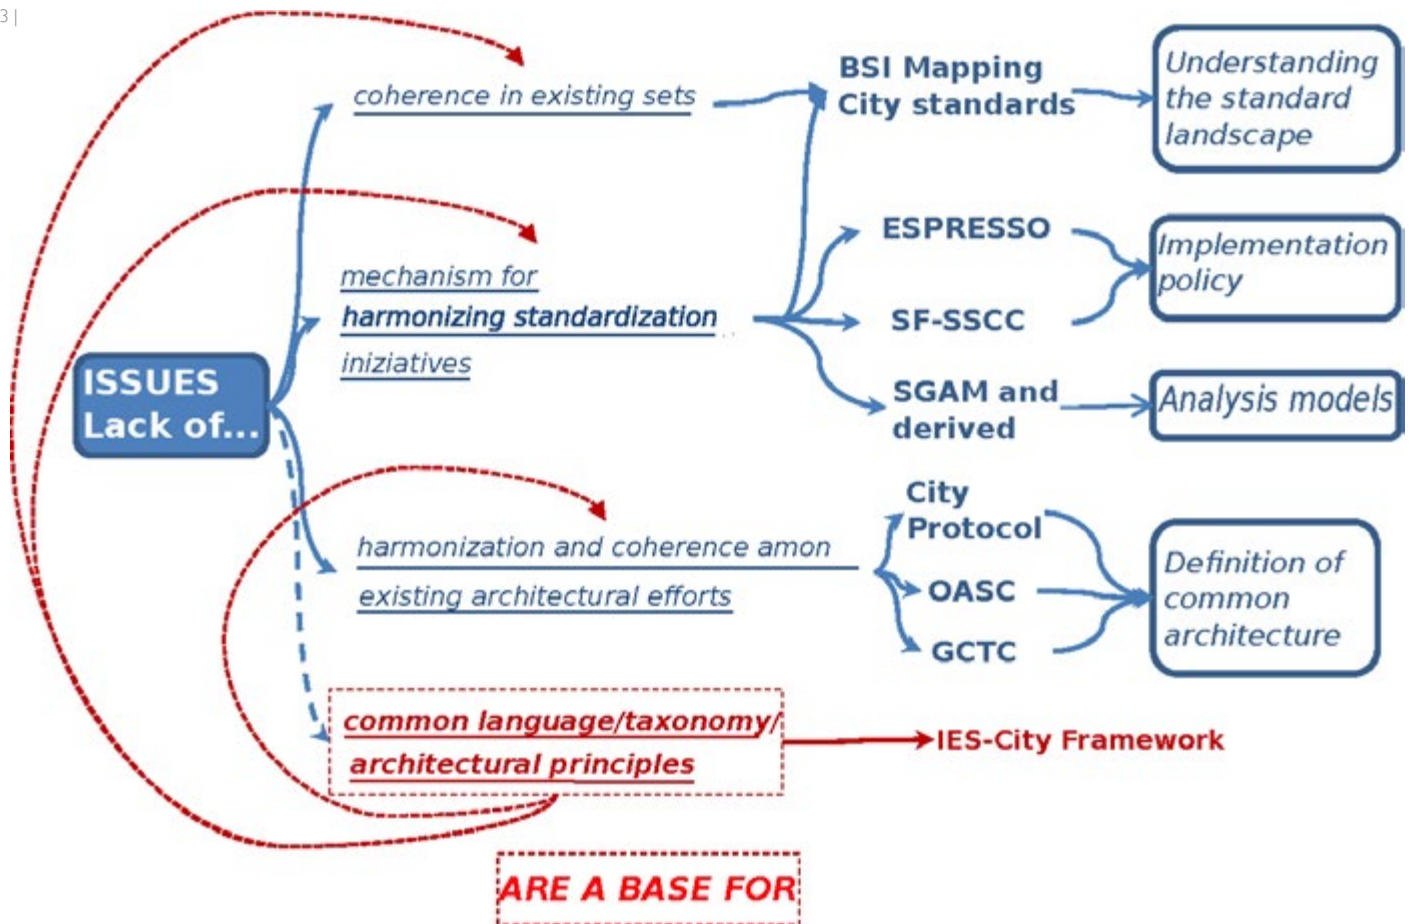 3 |
coherence in existing sets
BSI Mapping
City standards
Understanding
the standard
landscape
mechanism for
harmonizing standardization
iniziatives
ESPRESSO
SF-SSCC
Implementation
policy
SGAM and
derived
Analysis models
ISSUES
Lack of...
harmonization and coherence amon
existing architectural efforts
City
Protocol
OASC
GCTC
Definition of
common
architecture
common language/taxonomy/
architectural principles
IES-City Framework
ARE A BASE FOR